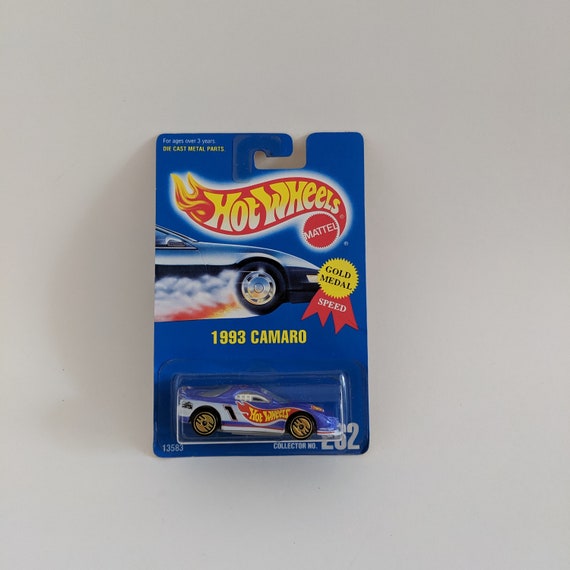 For ages over 3 years.
DIE CAST METAL PARTS.
HOT WHEELS
®
MATTEL
®
GOLD
MEDAL
SPEED
1993 CAMARO
1
HOT WHEELS
13583
COLLECTOR NO. 262